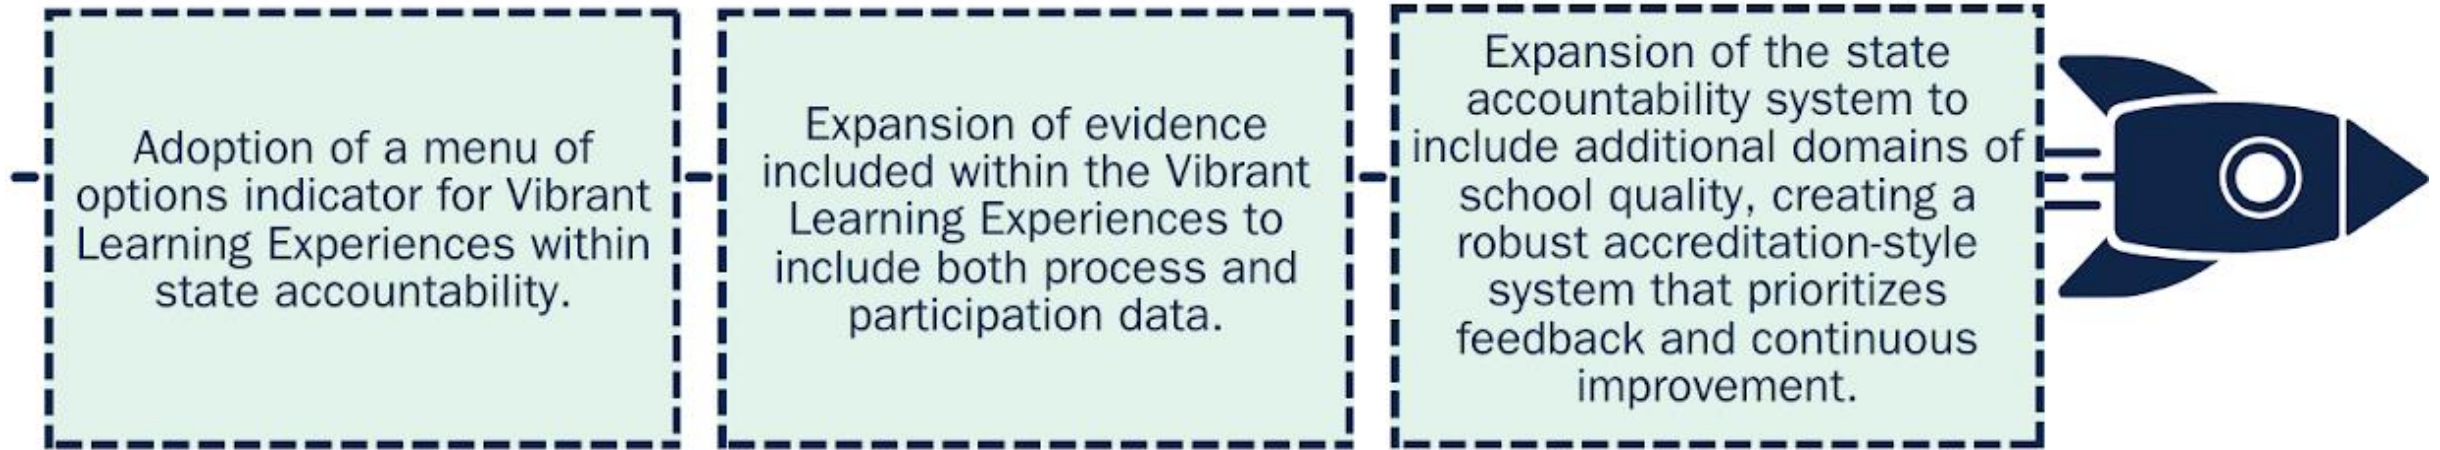 Adoption of a menu of
options indicator for Vibrant
Learning Experiences within
state accountability.
Expansion of evidence
included within the Vibrant
Learning Experiences to
include both process and
participation data.
Expansion of the state
accountability system to
include additional domains of
school quality, creating a
robust accreditation-style
system that prioritizes
feedback and continuous
improvement.